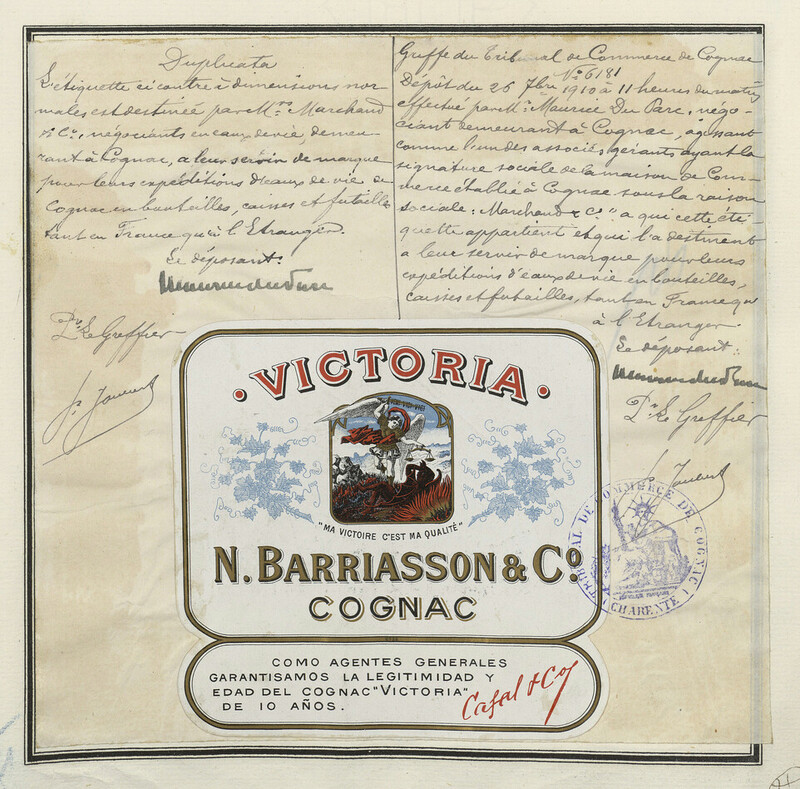 Duplicata
L'étiquette ci contre à dimensions nor-
males est destinée par M.rs Marchand
& C.o, négociants en eaux de vie, demeu-
rant à Cognac, a leur servir de marque
pour leurs expéditions d'eaux de vie de
Cognac en bouteilles, caisses et futailles
tant en France qu'à l'Etranger.
Le déposant:
P.r Le Greffier
Greffe du Tribunal de Commerce de Cognac
N.o 6181
Dépôt du 26 7bre 1910 à 11 heures du matin
effectué par M.r Maurice Du Parc, négo-
ciant demeurant à Cognac, agissant
comme l'un des associés gérants ayant la
signature sociale de la maison de Com-
merce établie à Cognac sous la raison
sociale: "Marchand & C.o" a qui cette éti-
quette appartient et qui l'a destinent
a leur servir de marque pour leurs
expéditions d'eaux de vie en bouteilles,
caisses et futailles, tant en France qu'
à l'Etranger.
Le déposant:
P.r Le Greffier
VICTORIA
"MA VICTOIRE C'EST MA QUALITÉ"
N. BARRIASSON & Co.
COGNAC
COMO AGENTES GENERALES
GARANTISAMOS LA LEGITIMIDAD Y
EDAD DEL COGNAC "VICTORIA"
DE 10 AÑOS.
Casal & Co
TRIBUNAL DE COMMERCE DE COGNAC
(CHARENTE)